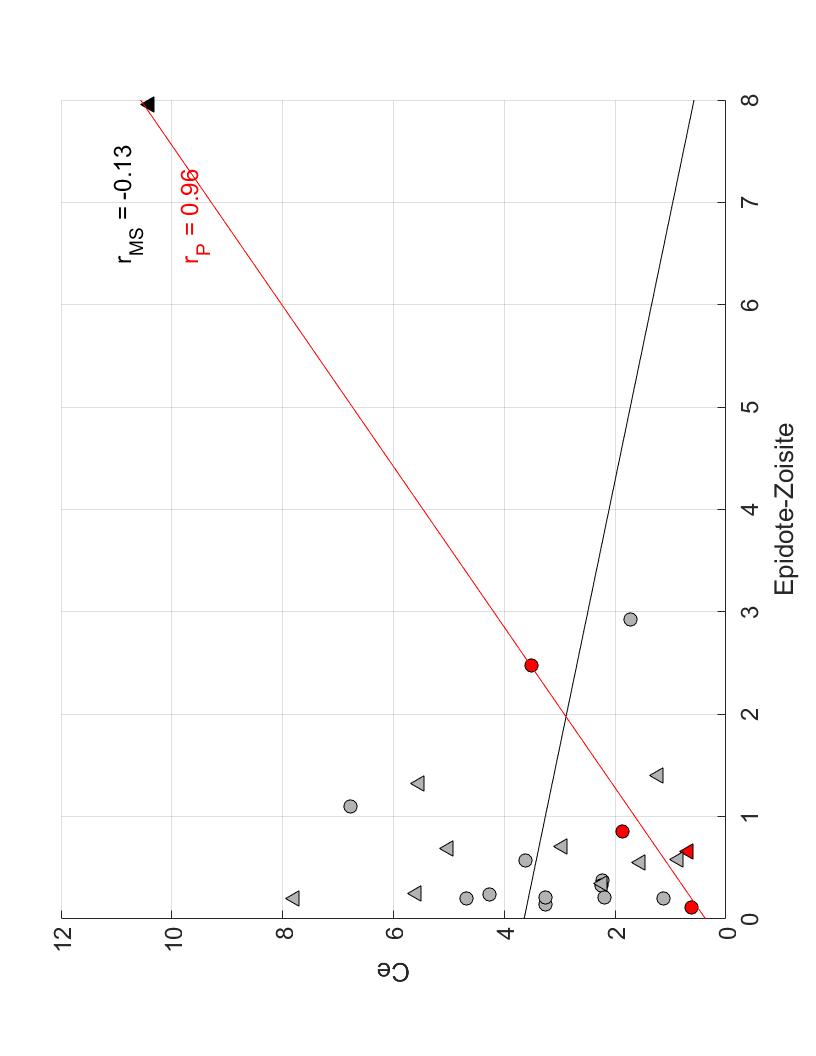 12
10
8
6
4
2
0
Ce
r_MS = -0.13
r_P = 0.96
0 1 2 3 4 5 6 7 8
Epidote-Zoisite